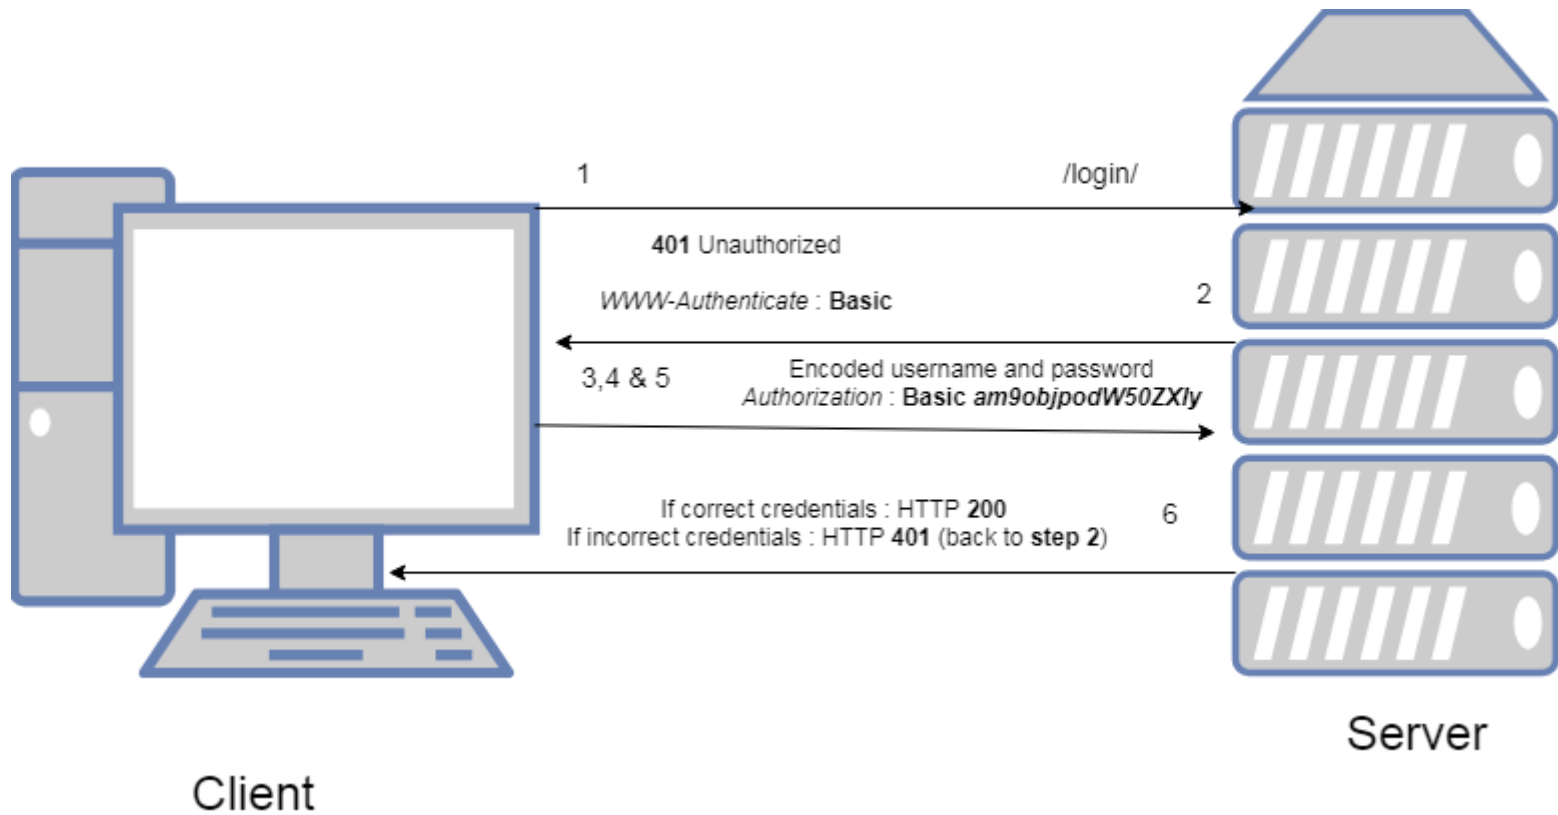 1
/login/
401 Unauthorized
WWW-Authenticate : Basic
2
3,4 & 5
Encoded username and password
Authorization : Basic am9objpodW50ZXIy
If correct credentials : HTTP 200
6
If incorrect credentials : HTTP 401 (back to step 2)
Server
Client